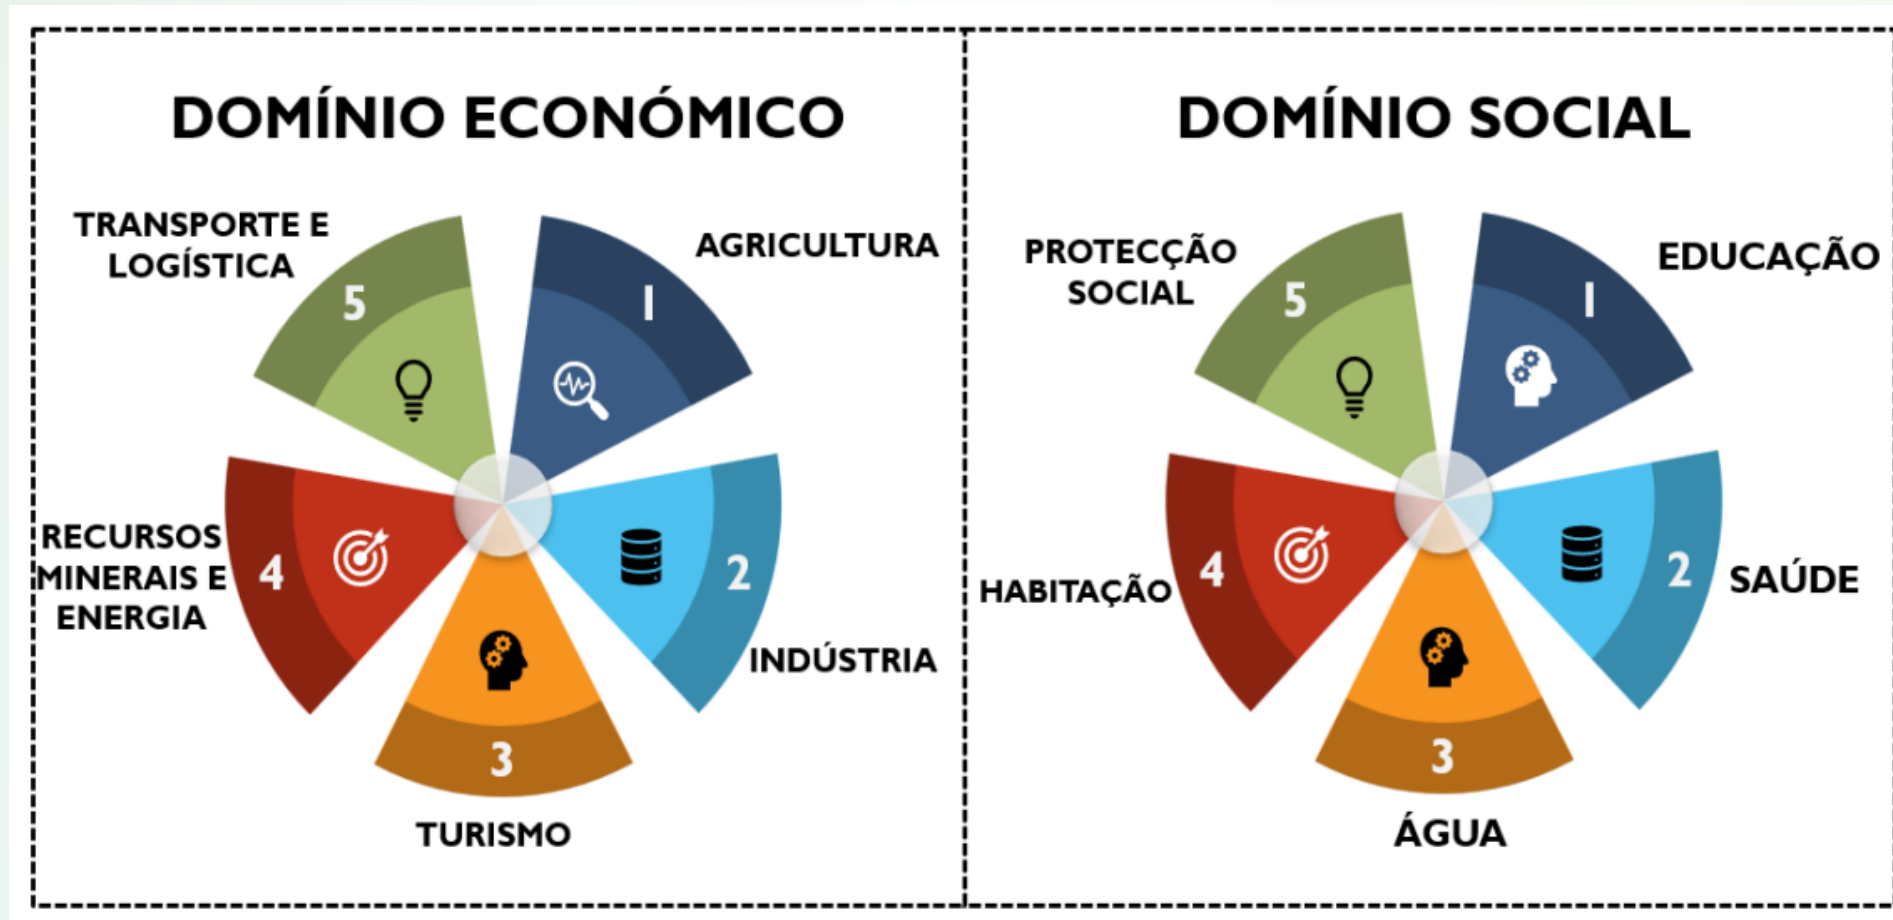 DOMÍNIO ECONÓMICO
TRANSPORTE E
LOGÍSTICA
5
1
AGRICULTURA
RECURSOS
MINERAIS E
ENERGIA
4
2
INDÚSTRIA
3
TURISMO
DOMÍNIO SOCIAL
PROTECÇÃO
SOCIAL
5
1
EDUCAÇÃO
HABITAÇÃO
4
2
SAÚDE
3
ÁGUA